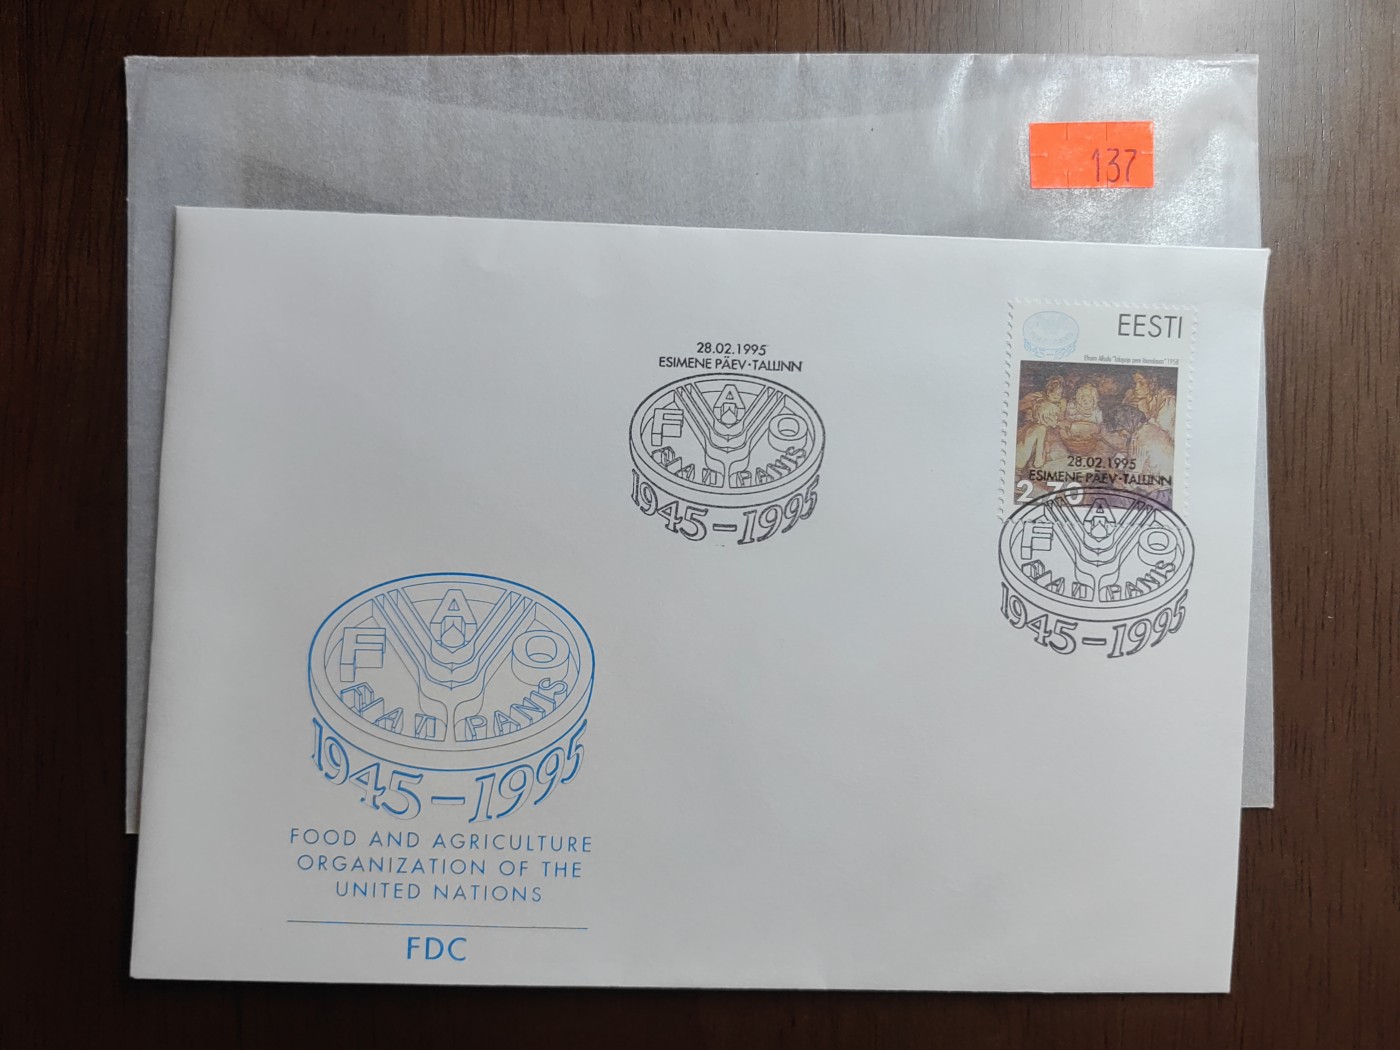 137
EESTI
28.02.1995
ESIMENE PÄEV·TALLINN
FAO
FIAT PANIS
1945–1995
2.70
28.02.1995
ESIMENE PÄEV·TALLINN
FAO
FIAT PANIS
1945–1995
FAO
FIAT PANIS
1945–1995
FOOD AND AGRICULTURE
ORGANIZATION OF THE
UNITED NATIONS
FDC